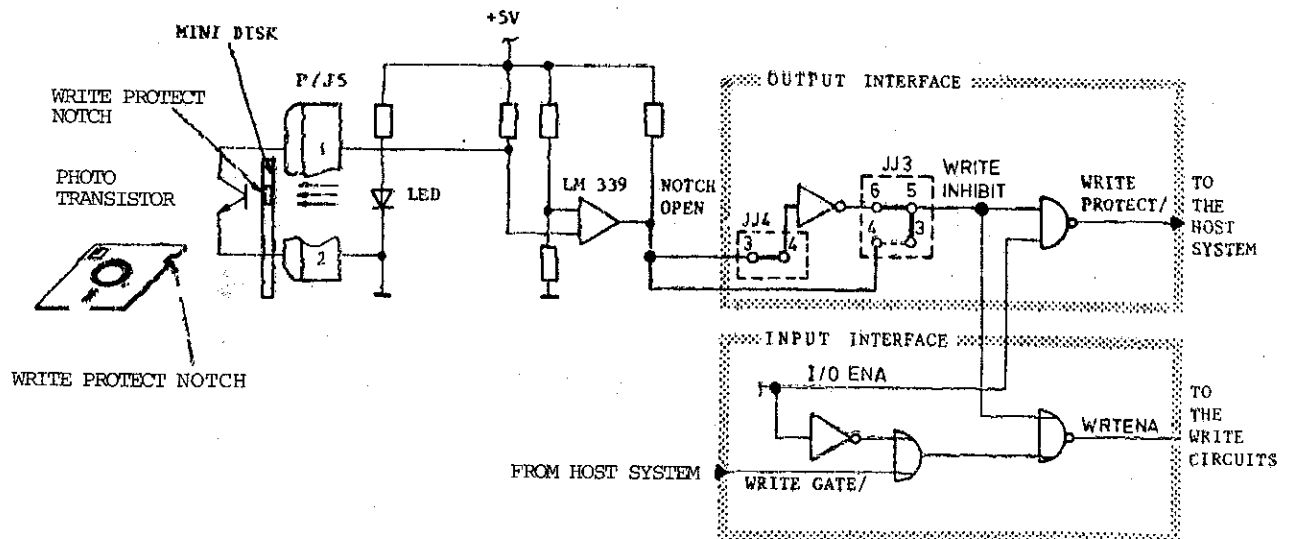 +5V
MINI DISK
P/J5
OUTPUT INTERFACE
WRITE PROTECT
NOTCH
1
PHOTO
TRANSISTOR
LED
LM 339
NOTCH
OPEN
JJ4
3
4
JJ3
6
5
4
3
WRITE
INHIBIT
WRITE
PROTECT/
TO
THE
HOST
SYSTEM
2
WRITE PROTECT NOTCH
INPUT INTERFACE
I/O ENA
WRTENA
TO
THE
WRITE
CIRCUITS
FROM HOST SYSTEM
WRITE GATE/